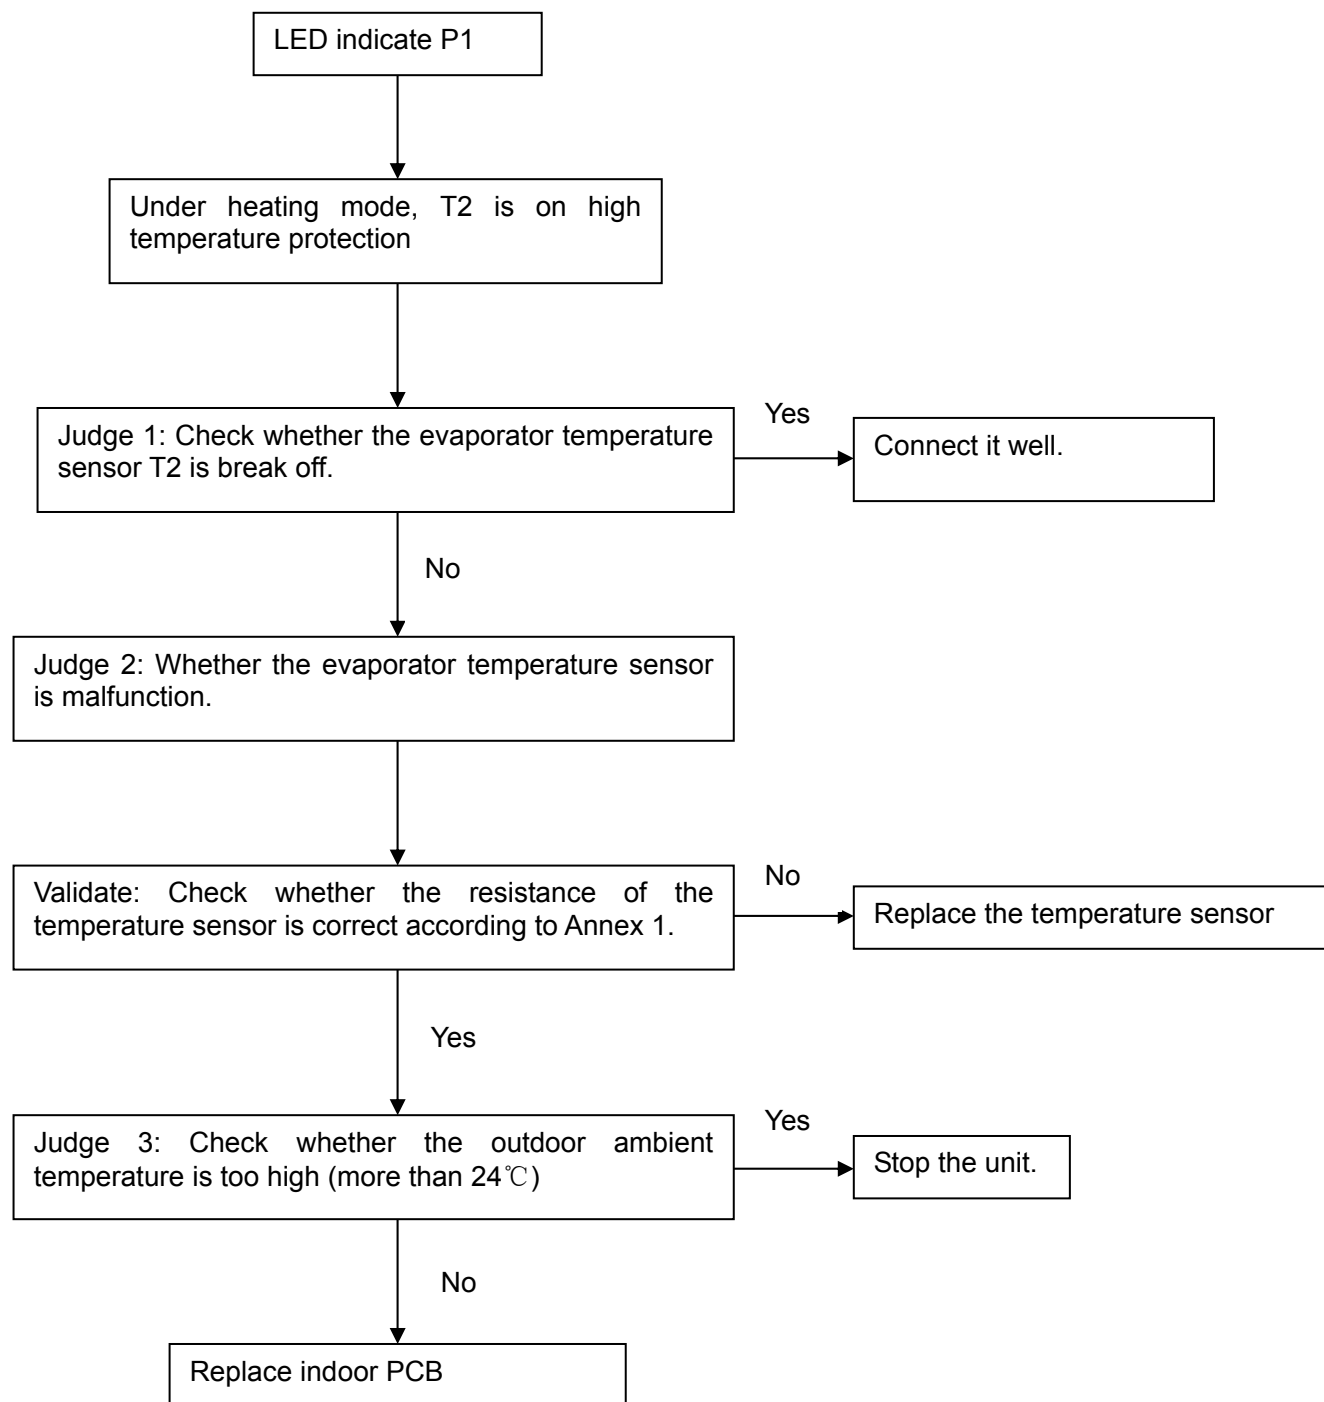 LED indicate P1
Under heating mode, T2 is on high
temperature protection
Judge 1: Check whether the evaporator temperature
sensor T2 is break off.
Yes
Connect it well.
No
Judge 2: Whether the evaporator temperature sensor
is malfunction.
Validate: Check whether the resistance of the
temperature sensor is correct according to Annex 1.
No
Replace the temperature sensor
Yes
Judge 3: Check whether the outdoor ambient
temperature is too high (more than 24℃)
Yes
Stop the unit.
No
Replace indoor PCB